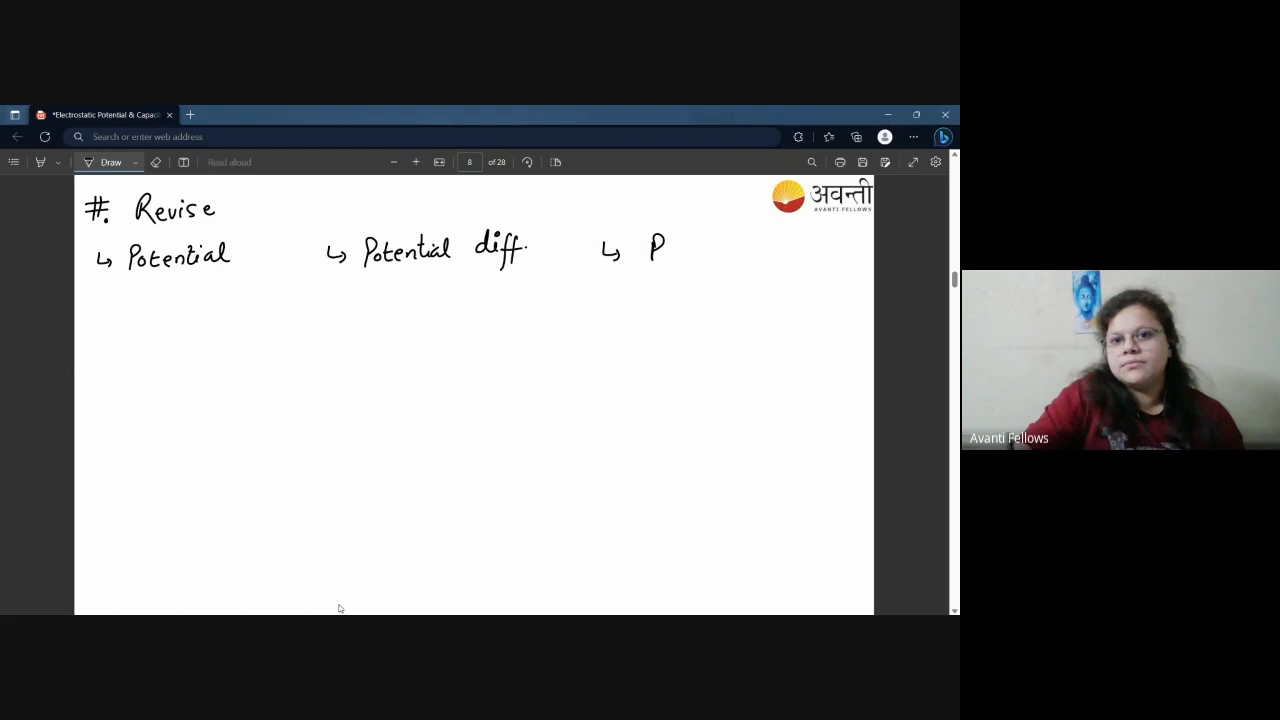 *Electrostatic Potential & Capaci
Search or enter web address
Draw
Read aloud
8 of 28
#. Revise
अवन्ती
AVANTI FELLOWS
↳ Potential ↳ Potential diff. ↳ P
Avanti Fellows